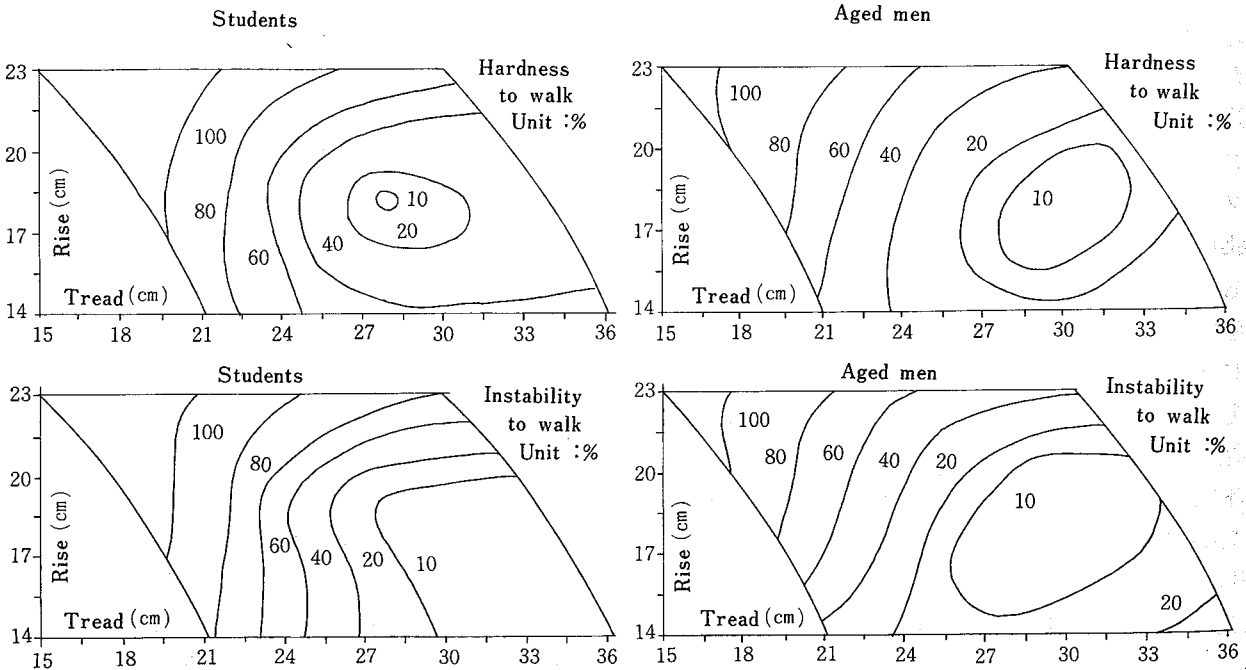 Students
Hardness
to walk
Unit :%
Rise (cm)
Tread (cm)
23
20
17
14
15 18 21 24 27 30 33 36
100
80
60
40
20
10
Aged men
Hardness
to walk
Unit :%
Rise (cm)
Tread (cm)
23
20
17
14
15 18 21 24 27 30 33 36
100
80
60
40
20
10
Students
Instability
to walk
Unit :%
Rise (cm)
Tread (cm)
23
20
17
14
15 18 21 24 27 30 33 36
100
80
60
40
20
10
Aged men
Instability
to walk
Unit :%
Rise (cm)
Tread (cm)
23
20
17
14
15 18 21 24 27 30 33 36
100
80
60
40
20
10
20